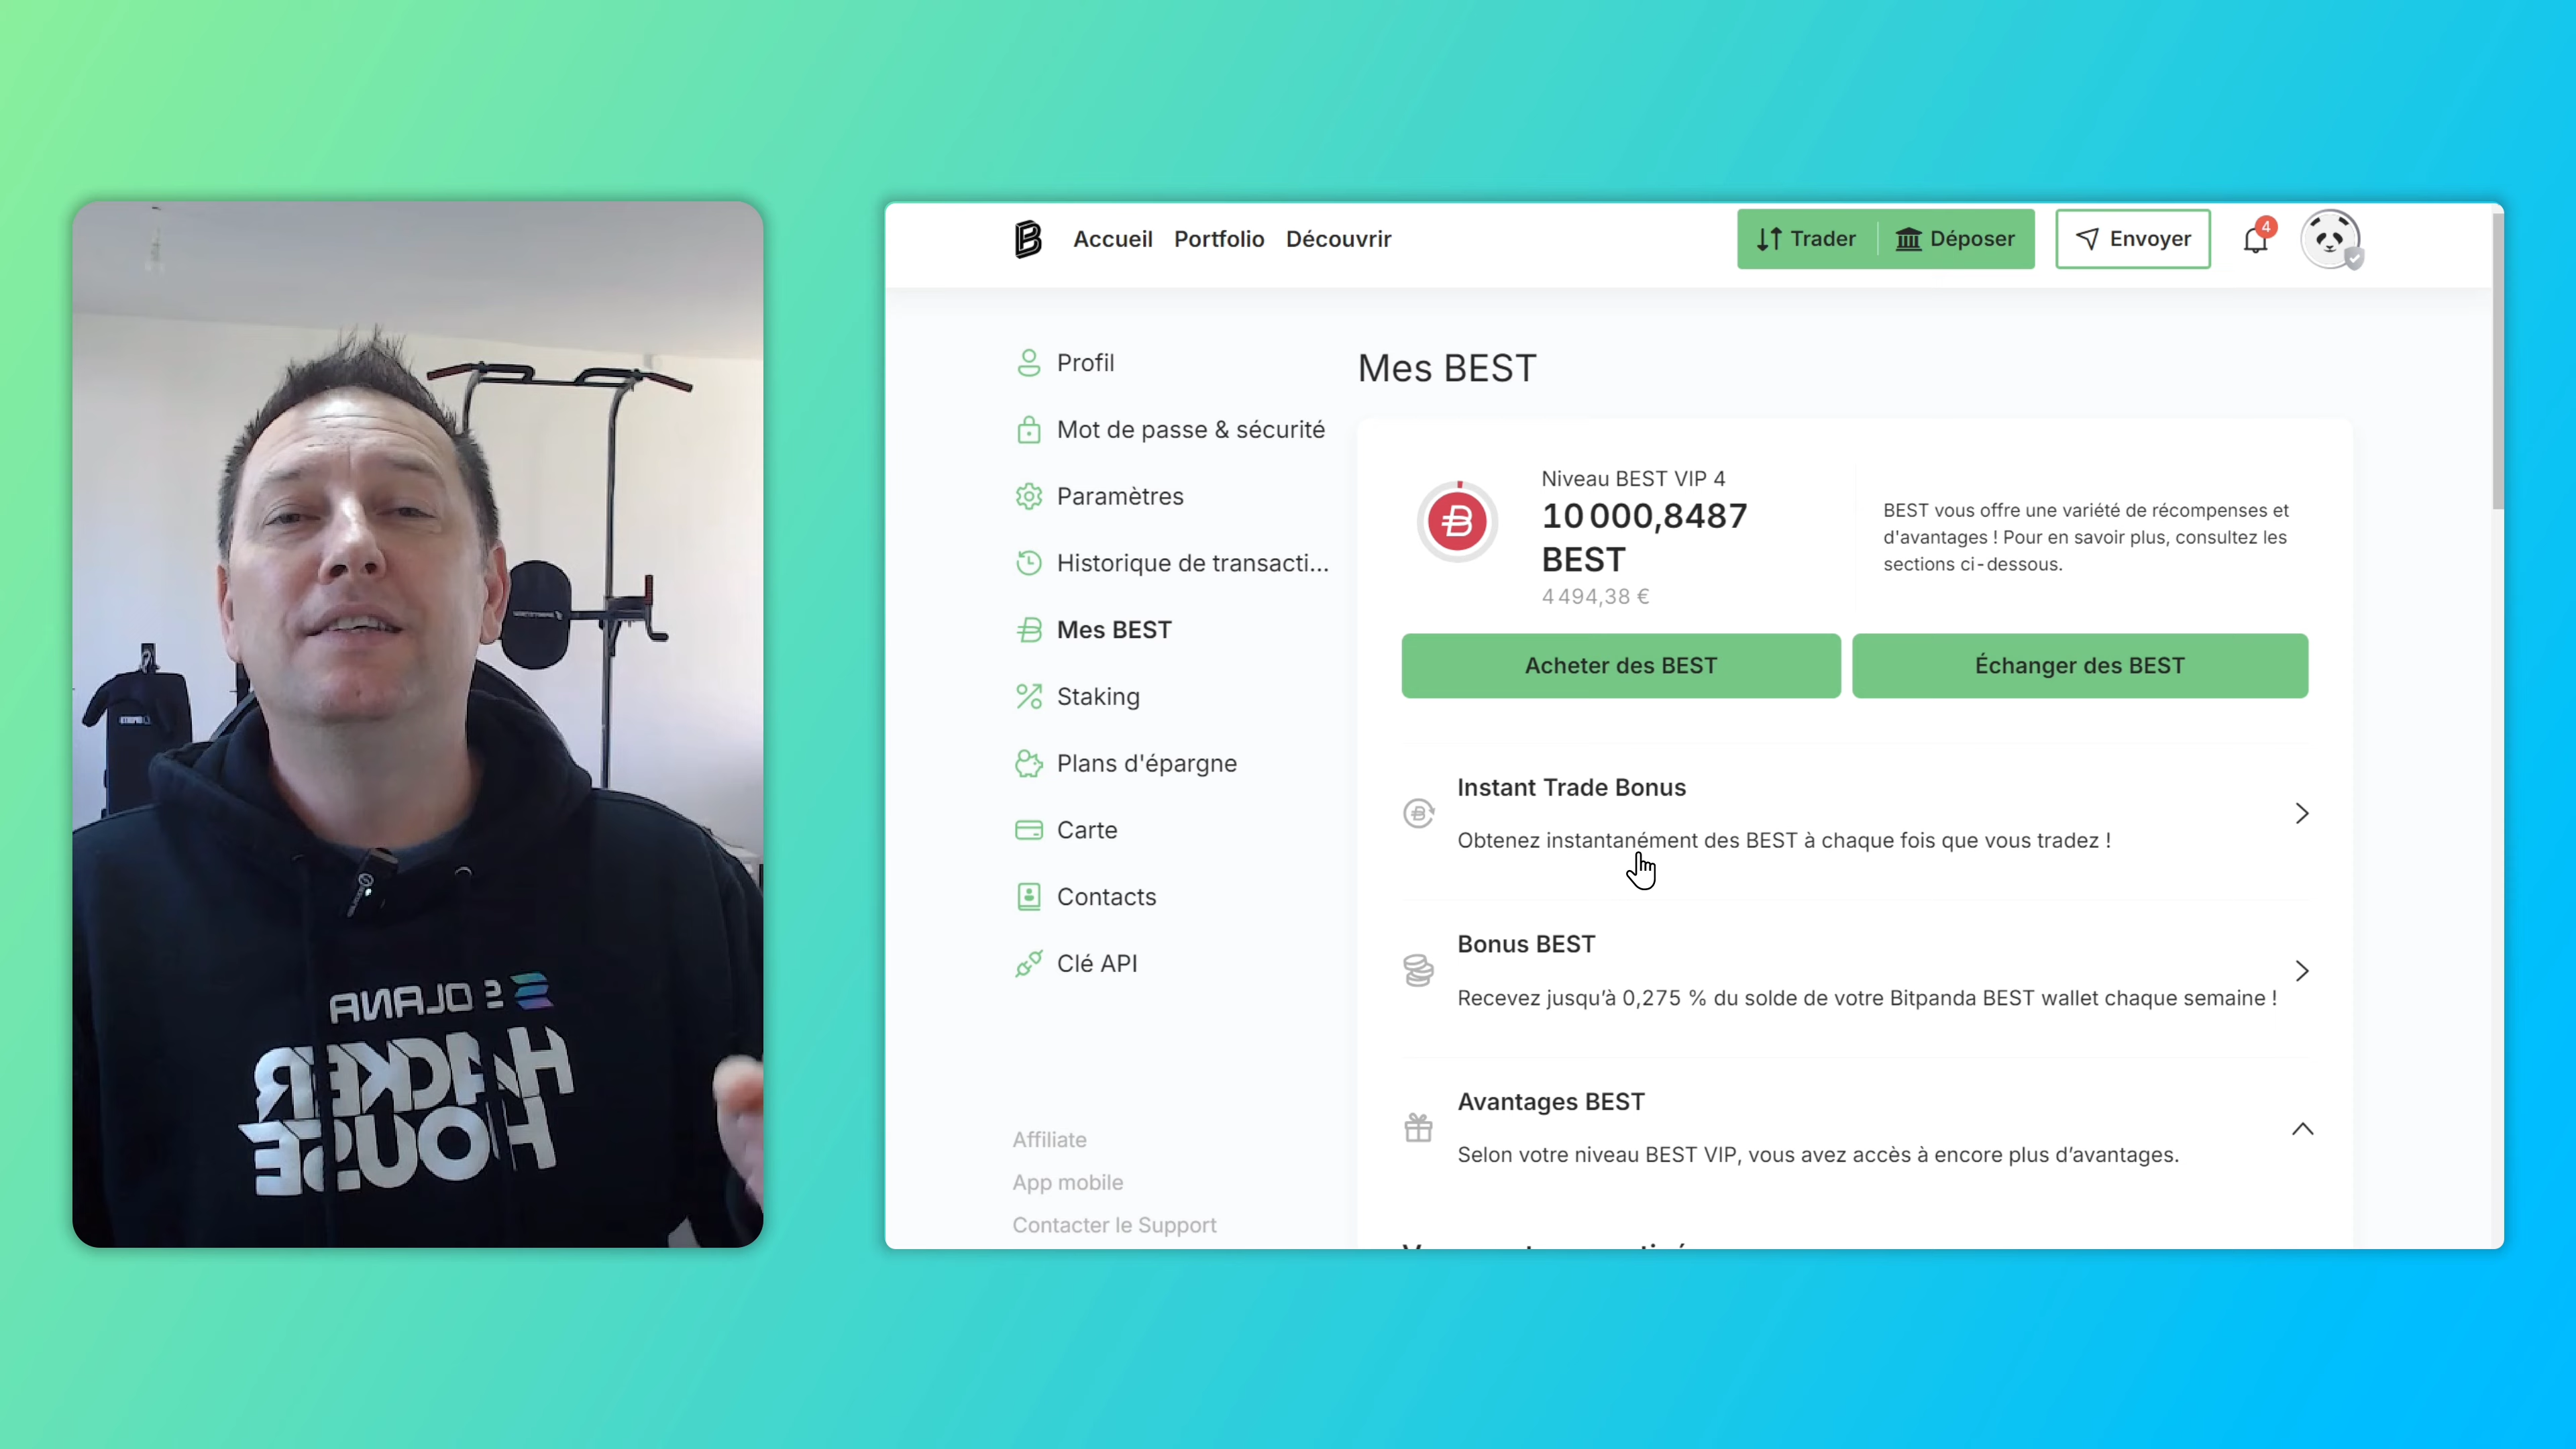 Accueil
Portfolio
Découvrir
Trader
Déposer
Envoyer
4
Profil
Mot de passe & sécurité
Paramètres
Historique de transacti...
Mes BEST
Staking
Plans d'épargne
Carte
Contacts
Clé API
Affiliate
App mobile
Contacter le Support
Mes BEST
Niveau BEST VIP 4
10 000,8487
BEST
4 494,38 €
BEST vous offre une variété de récompenses et
d'avantages ! Pour en savoir plus, consultez les
sections ci-dessous.
Acheter des BEST
Échanger des BEST
Instant Trade Bonus
Obtenez instantanément des BEST à chaque fois que vous tradez !
Bonus BEST
Recevez jusqu'à 0,275 % du solde de votre Bitpanda BEST wallet chaque semaine !
Avantages BEST
Selon votre niveau BEST VIP, vous avez accès à encore plus d'avantages.
SOLANA
HACKER
HOUSE